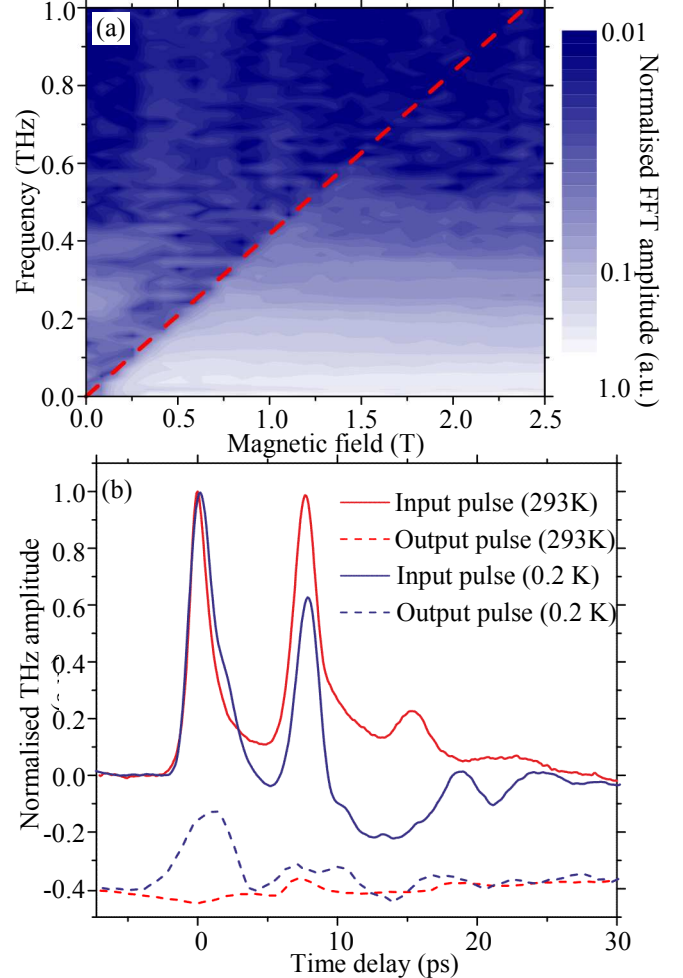 (a)
1.0
0.8
0.6
0.4
0.2
0.0
Frequency (THz)
0.0
0.5
1.0
1.5
2.0
2.5
Magnetic field (T)
0.01
0.1
1.0
Normalised FFT amplitude (a.u.)
(b)
1.0
0.8
0.6
0.4
0.2
0.0
-0.2
-0.4
Normalised THz amplitude
Input pulse (293K)
Output pulse (293K)
Input pulse (0.2 K)
Output pulse (0.2 K)
0
10
20
30
Time delay (ps)